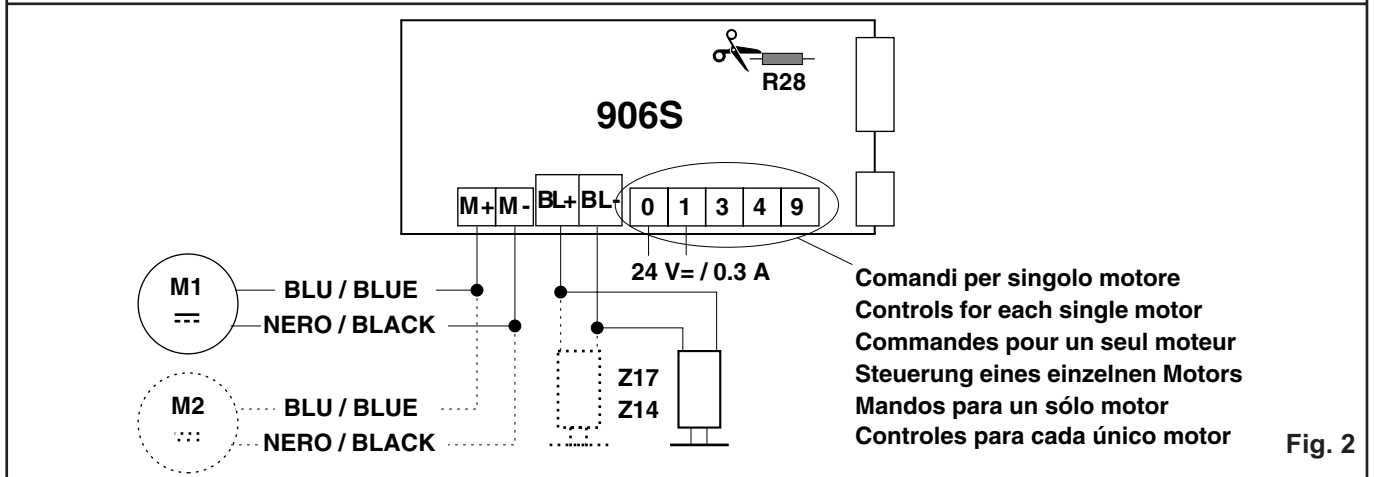 R28
906S
M+ M- BL+ BL- 0 1 3 4 9
24 V= / 0.3 A
M1
BLU / BLUE
NERO / BLACK
M2
BLU / BLUE
NERO / BLACK
Z17
Z14
Comandi per singolo motore
Controls for each single motor
Commandes pour un seul moteur
Steuerung eines einzelnen Motors
Mandos para un sólo motor
Controles para cada único motor
Fig. 2